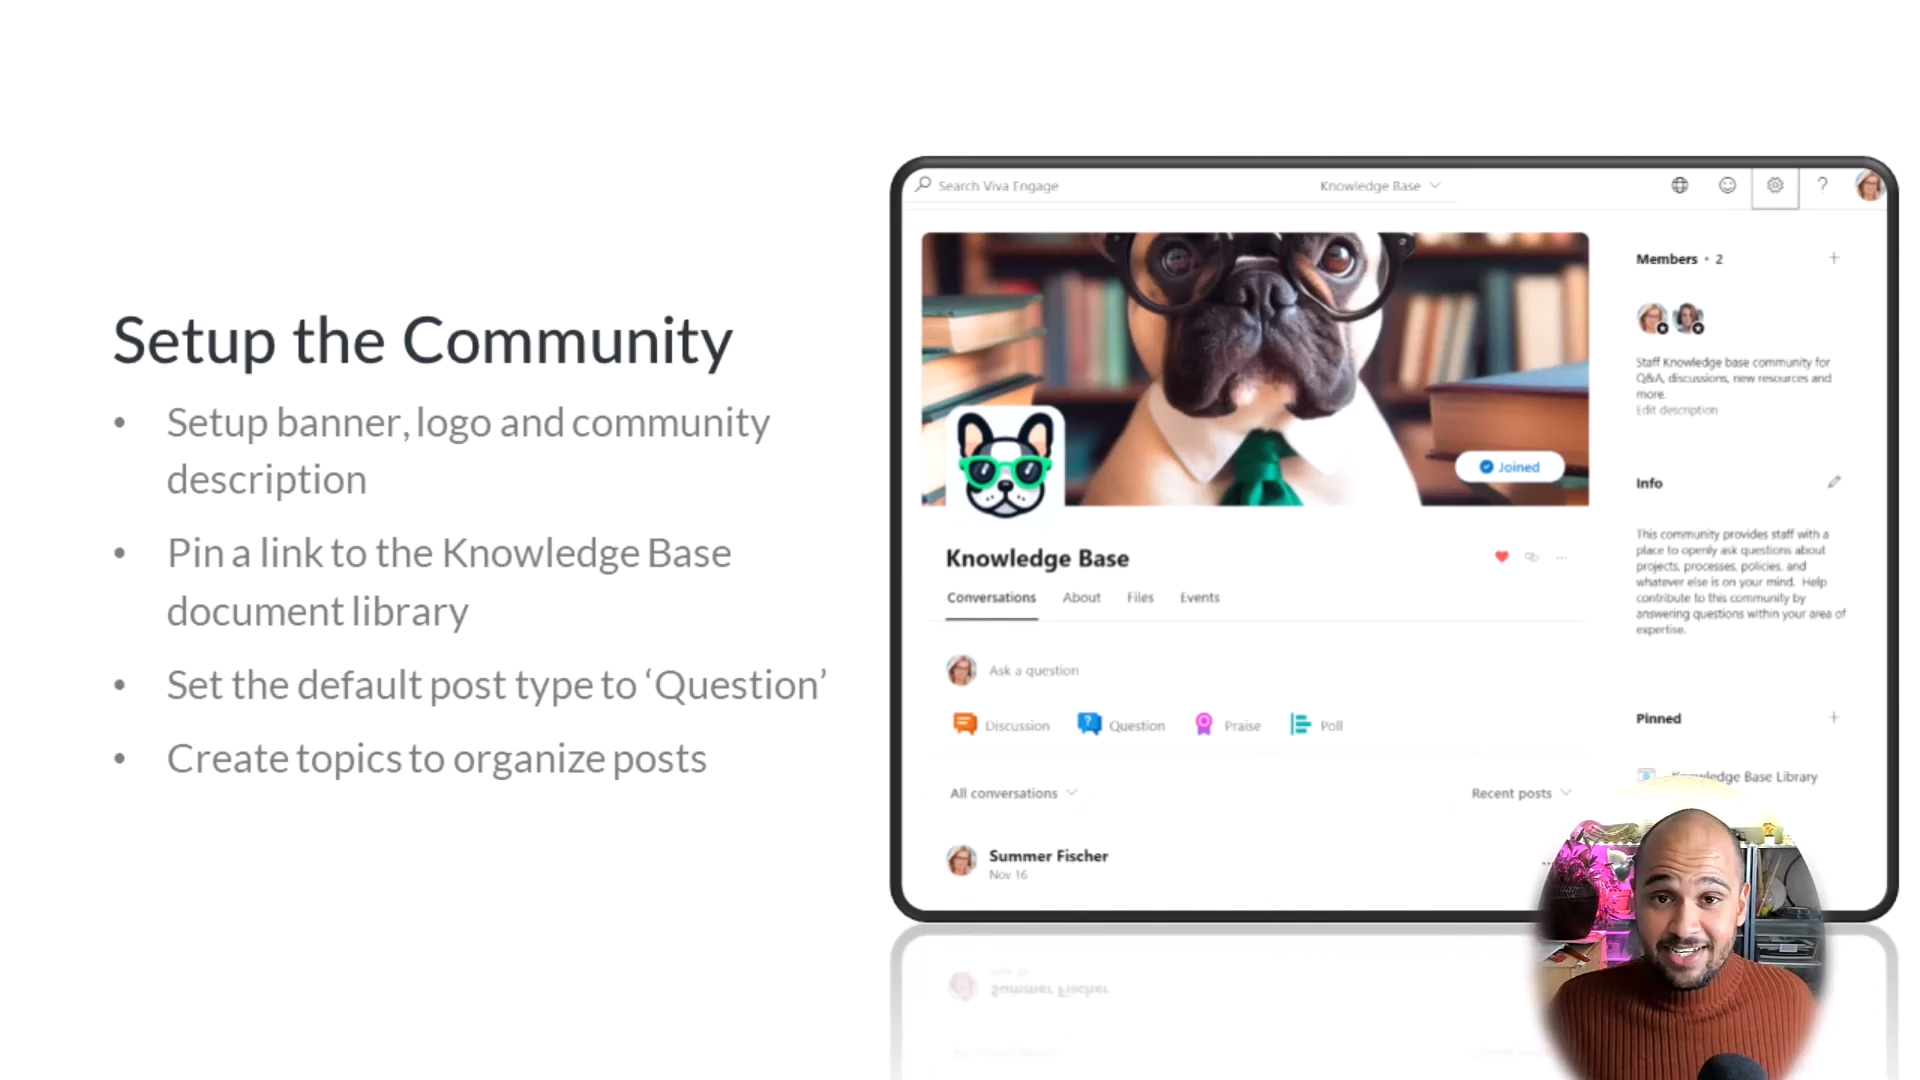 Setup the Community
• Setup banner, logo and community
description
• Pin a link to the Knowledge Base
document library
• Set the default post type to ‘Question’
• Create topics to organize posts
Search Viva Engage
Knowledge Base
?
Joined
Knowledge Base
Conversations About Files Events
Ask a question
Discussion Question Praise Poll
All conversations
Recent posts
Summer Fischer
Nov 16
Members • 2
Staff Knowledge base community for
Q&A, discussions, new resources and
more.
Edit description
Info
This community provides staff with a
place to openly ask questions about
projects, processes, policies, and
whatever else is on your mind. Help
contribute to this community by
answering questions within your area of
expertise.
Pinned
Knowledge Base Library